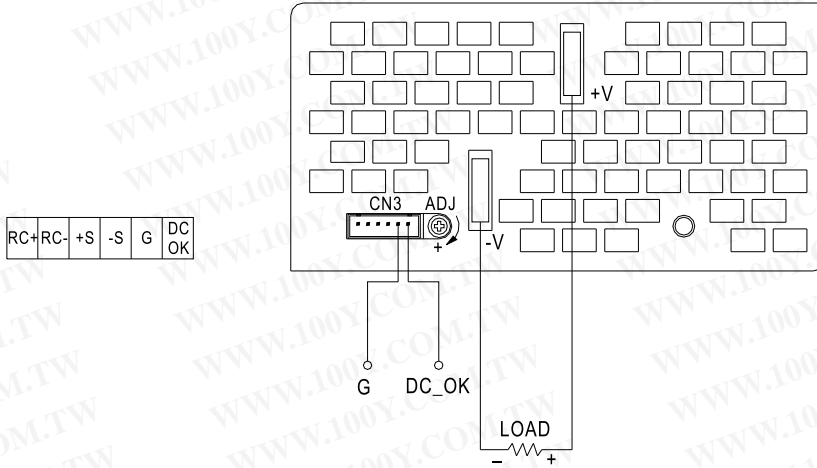 +V
CN3 ADJ
+
-V
RC+ RC- +S -S G DC OK
G DC_OK
LOAD
- +
WWW.100Y.COM.TW